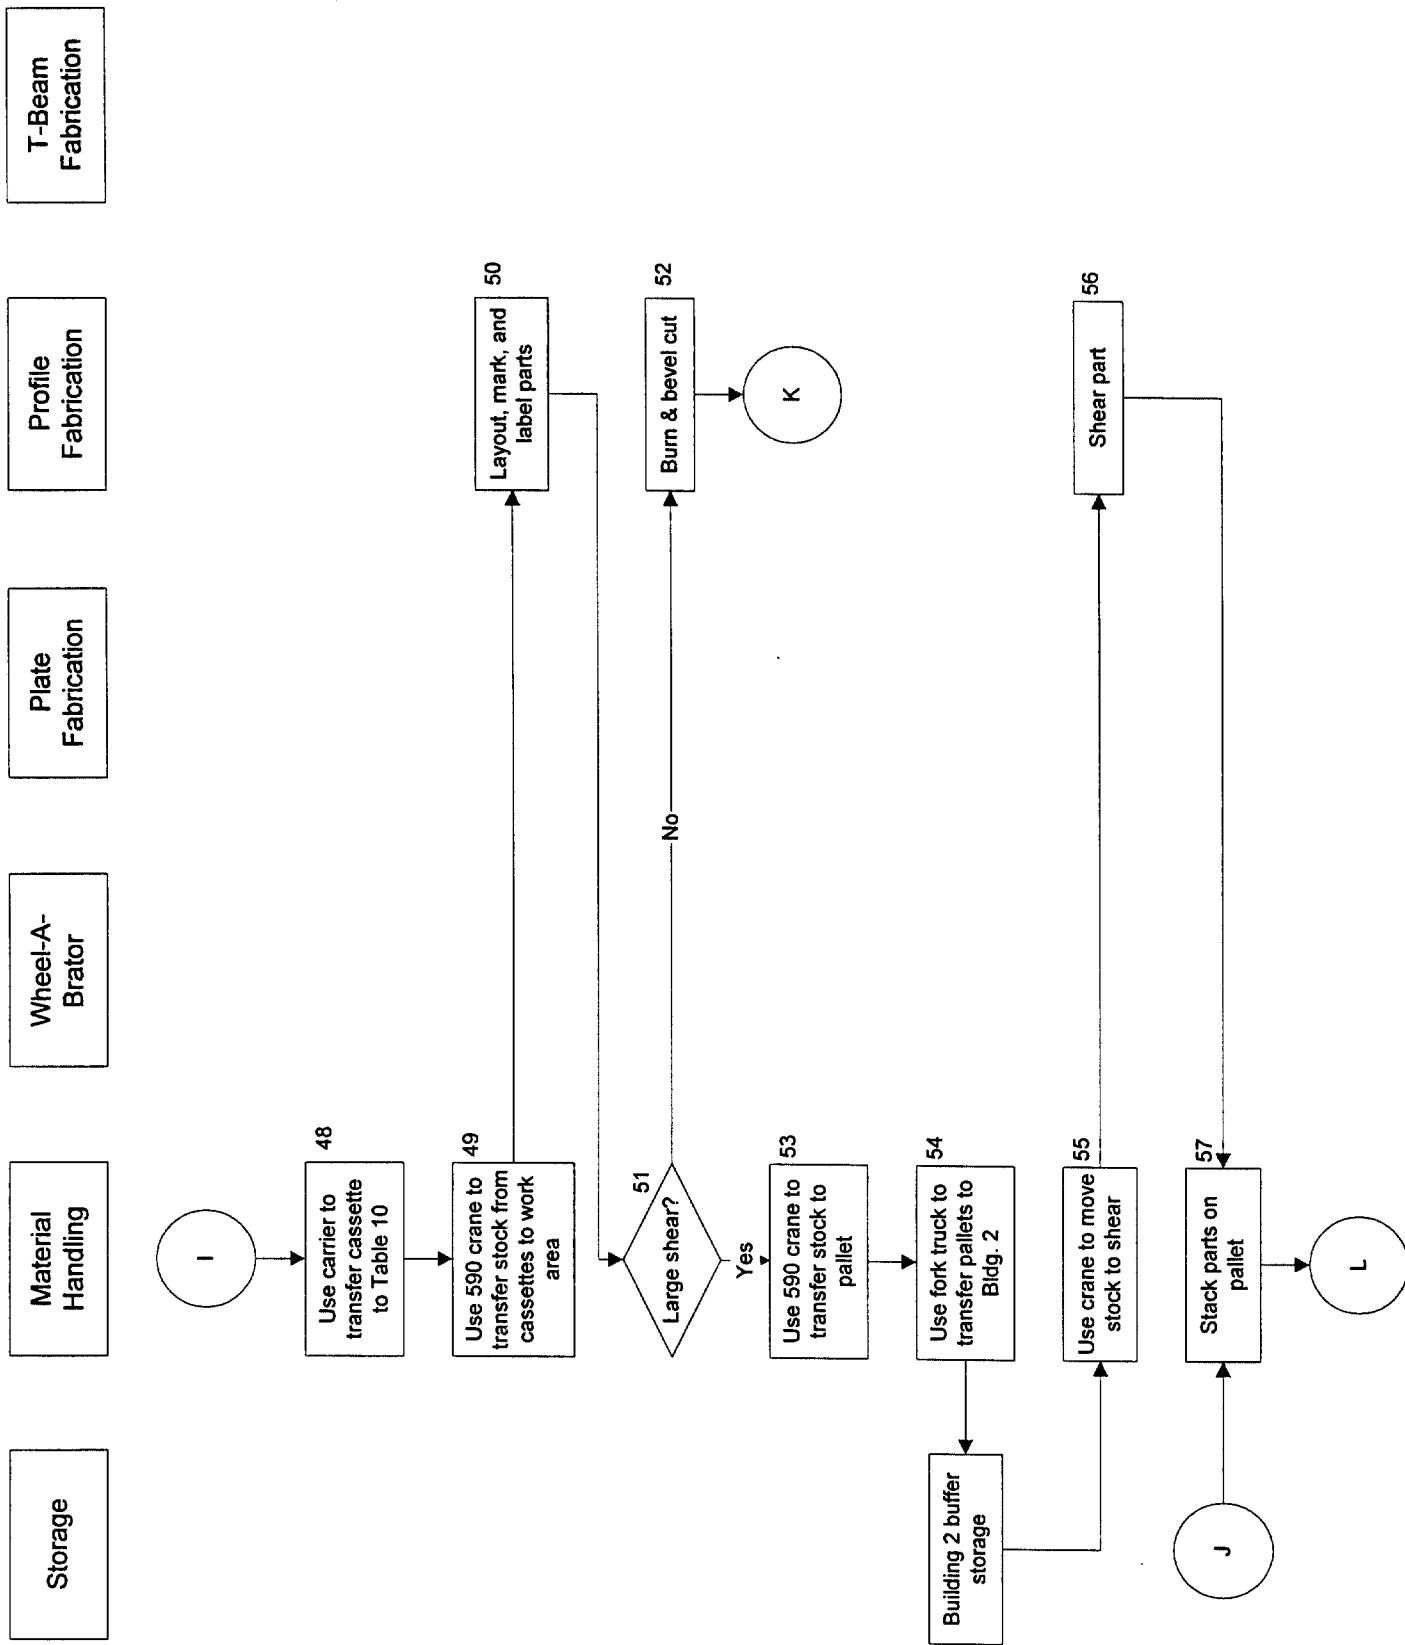 Storage
Material
Handling
Wheel-A-
Brator
Plate
Fabrication
Profile
Fabrication
T-Beam
Fabrication
I
48
Use carrier to
transfer cassette
to Table 10
49
Use 590 crane to
transfer stock from
cassettes to work
area
50
Layout, mark, and
label parts
51
Large shear?
No
52
Burn & bevel cut
K
Yes
53
Use 590 crane to
transfer stock to
pallet
54
Use fork truck to
transfer pallets to
Bldg. 2
Building 2 buffer
storage
55
Use crane to move
stock to shear
56
Shear part
J
57
Stack parts on
pallet
L